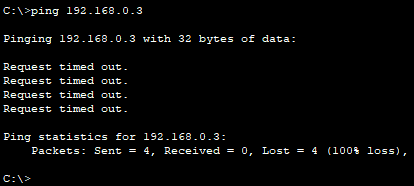 C:\>ping 192.168.0.3
Pinging 192.168.0.3 with 32 bytes of data:
Request timed out.
Request timed out.
Request timed out.
Request timed out.
Ping statistics for 192.168.0.3:
    Packets: Sent = 4, Received = 0, Lost = 4 (100% loss),
C:\>